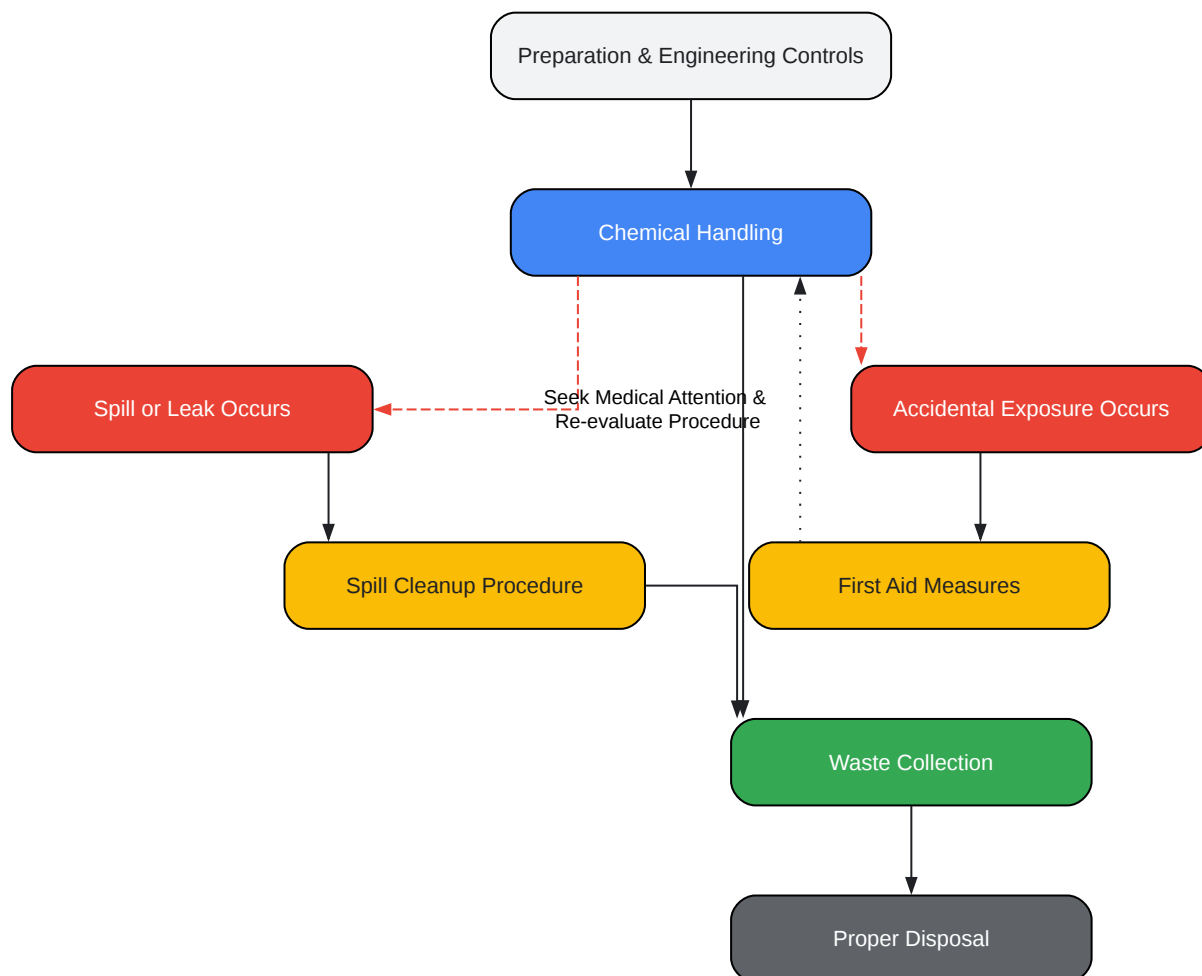 Preparation & Engineering Controls
Chemical Handling
Spill or Leak Occurs
Seek Medical Attention &
Re-evaluate Procedure
Accidental Exposure Occurs
Spill Cleanup Procedure
First Aid Measures
Waste Collection
Proper Disposal